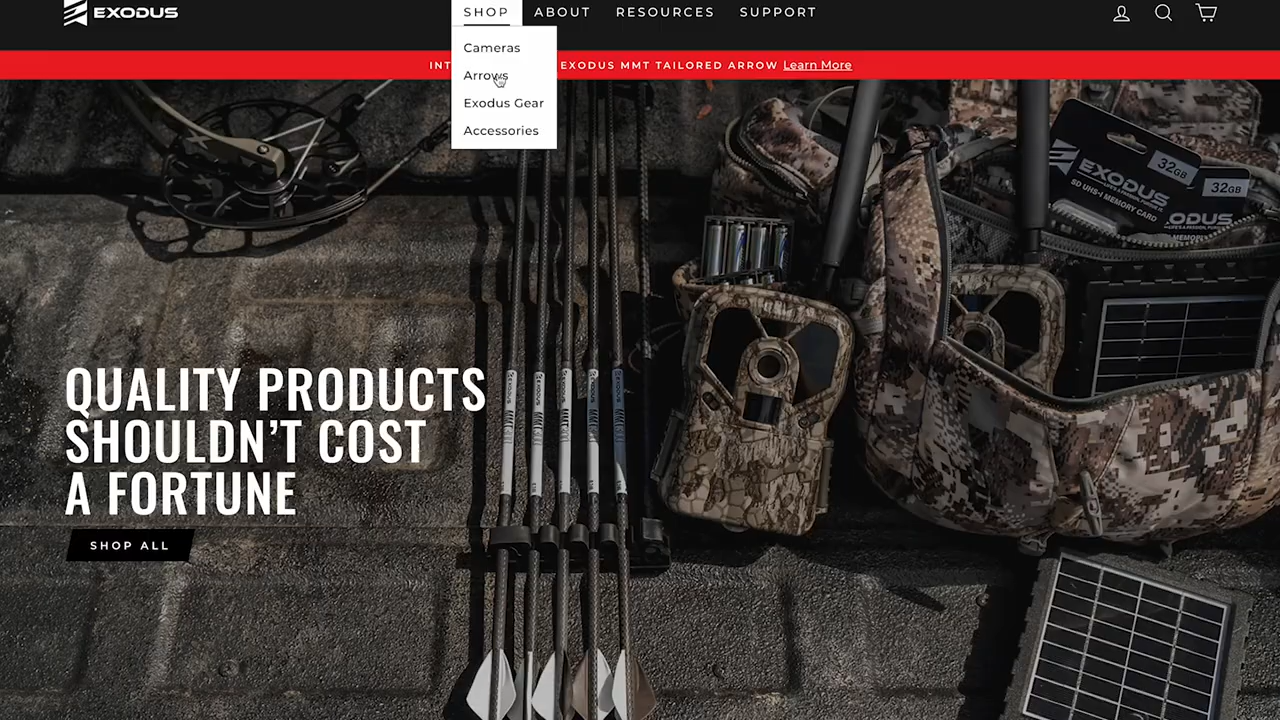 EXODUS
SHOP ABOUT RESOURCES SUPPORT
Cameras
Arrows
Exodus Gear
Accessories
EXODUS MMT TAILORED ARROW Learn More
EXODUS
32GB
32GB
SD UHS-I MEMORY CARD
QUALITY PRODUCTS
SHOULDN'T COST
A FORTUNE
SHOP ALL